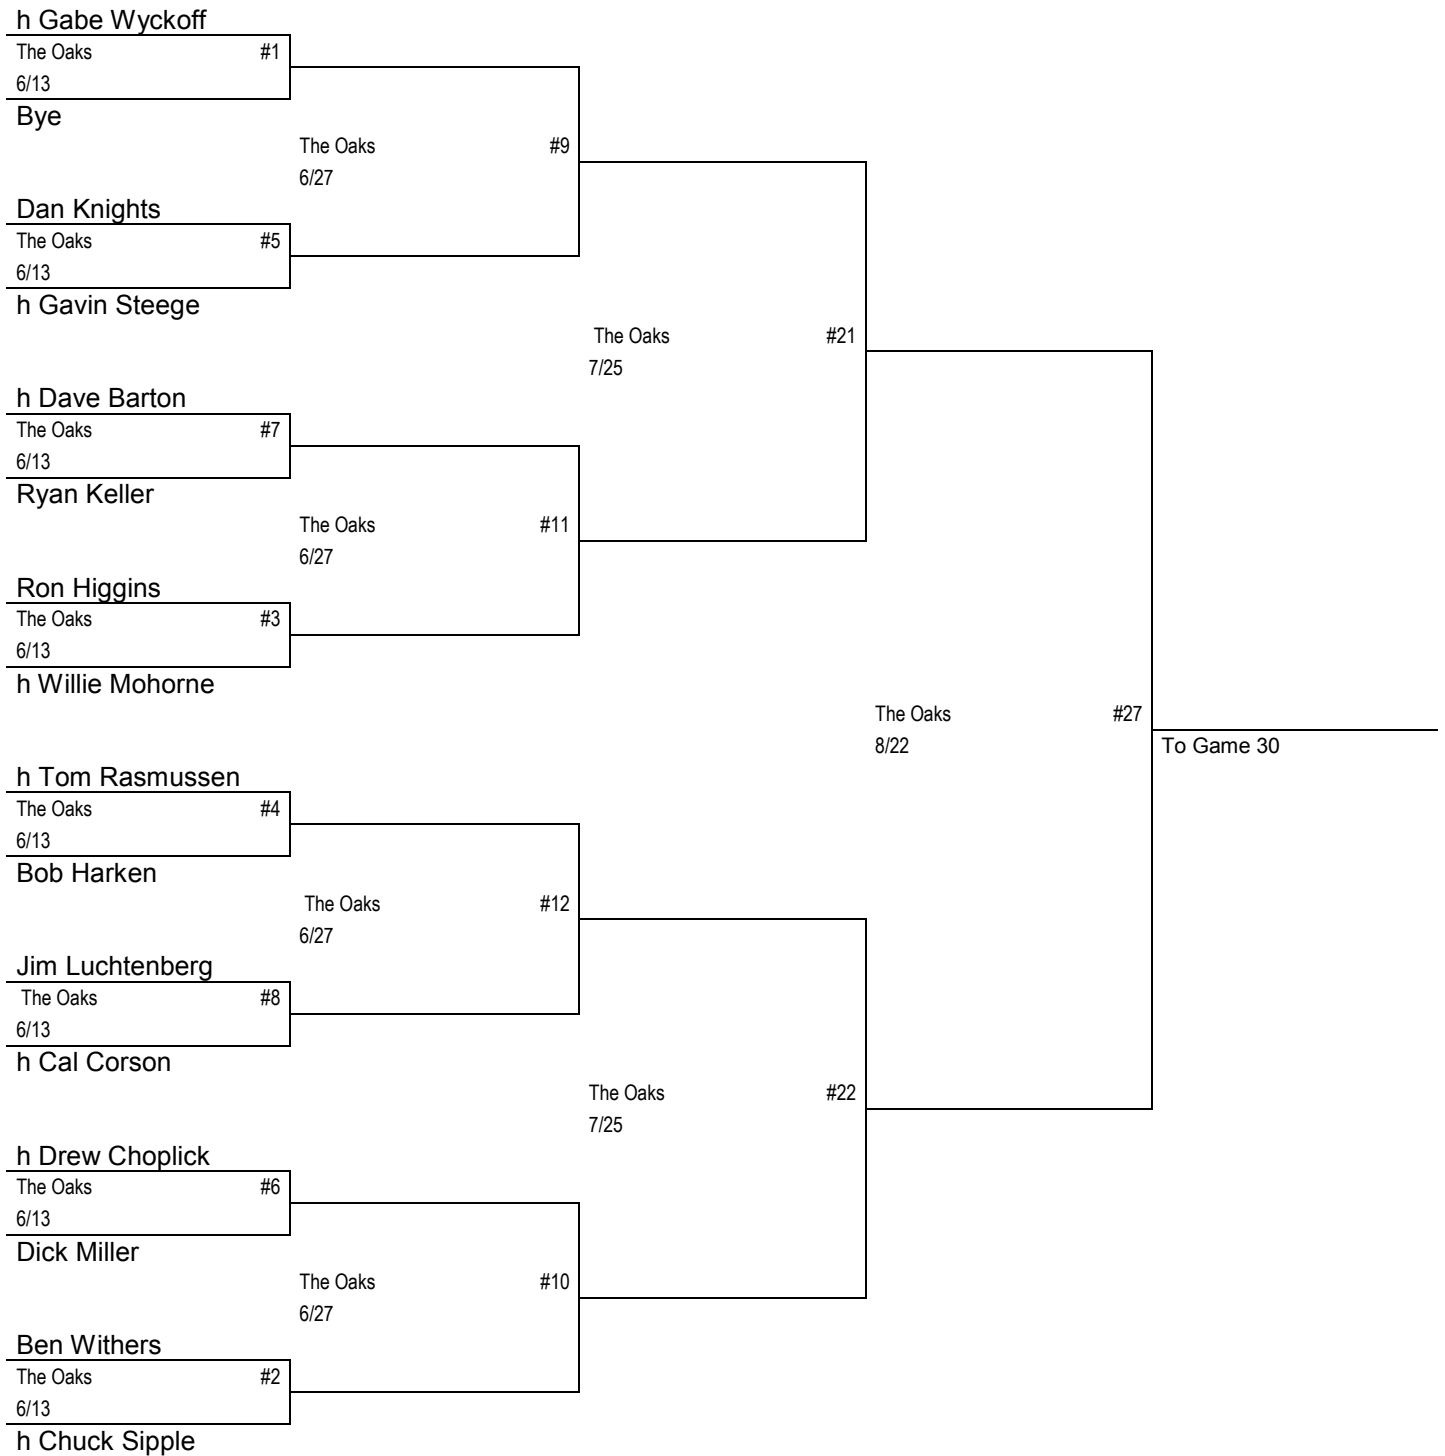 h Gabe Wyckoff
The Oaks #1
6/13
Bye
The Oaks #9
6/27
Dan Knights
The Oaks #5
6/13
h Gavin Steege
The Oaks #21
7/25
h Dave Barton
The Oaks #7
6/13
Ryan Keller
The Oaks #11
6/27
Ron Higgins
The Oaks #3
6/13
h Willie Mohorne
The Oaks #27
8/22
To Game 30
h Tom Rasmussen
The Oaks #4
6/13
Bob Harken
The Oaks #12
6/27
Jim Luchtenberg
The Oaks #8
6/13
h Cal Corson
The Oaks #22
7/25
h Drew Choplick
The Oaks #6
6/13
Dick Miller
The Oaks #10
6/27
Ben Withers
The Oaks #2
6/13
h Chuck Sipple